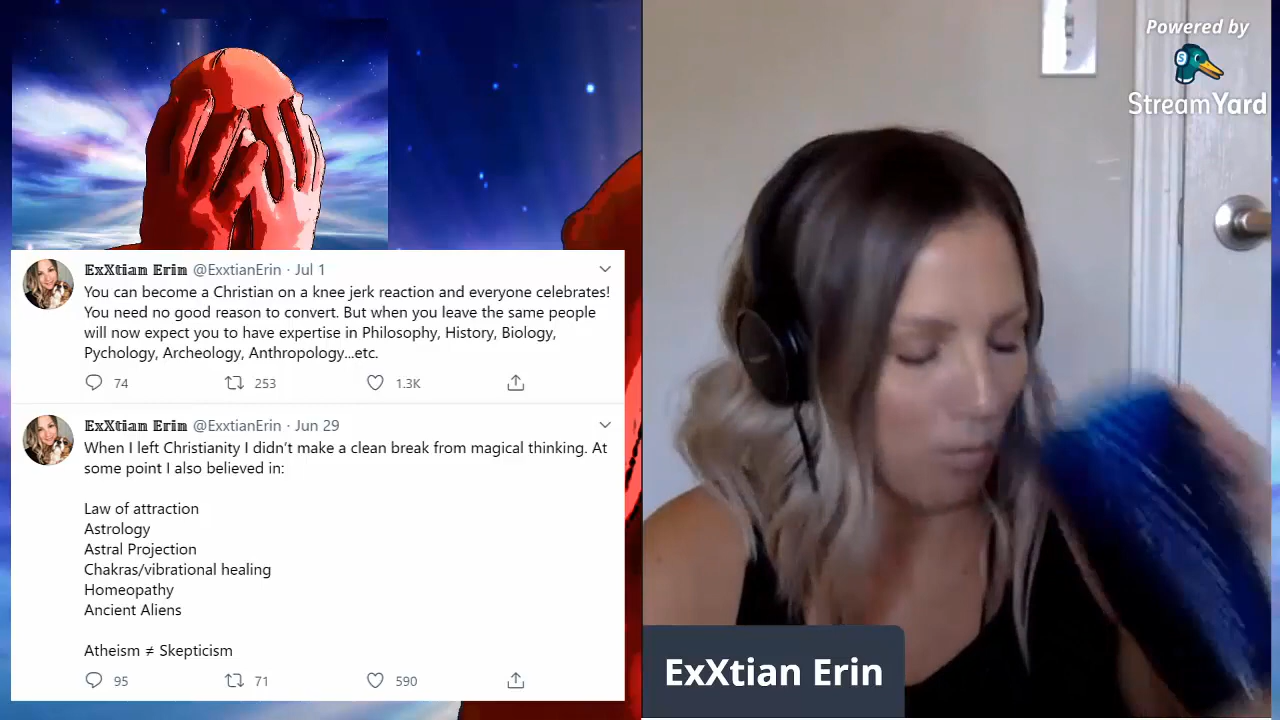 ExXtian Erin @ExxtianErin · Jul 1
You can become a Christian on a knee jerk reaction and everyone celebrates!
You need no good reason to convert. But when you leave the same people
will now expect you to have expertise in Philosophy, History, Biology,
Pychology, Archeology, Anthropology...etc.
74 253 1.3K
ExXtian Erin @ExxtianErin · Jun 29
When I left Christianity I didn't make a clean break from magical thinking. At
some point I also believed in:
Law of attraction
Astrology
Astral Projection
Chakras/vibrational healing
Homeopathy
Ancient Aliens
Atheism ≠ Skepticism
95 71 590
Powered by
StreamYard
ExXtian Erin